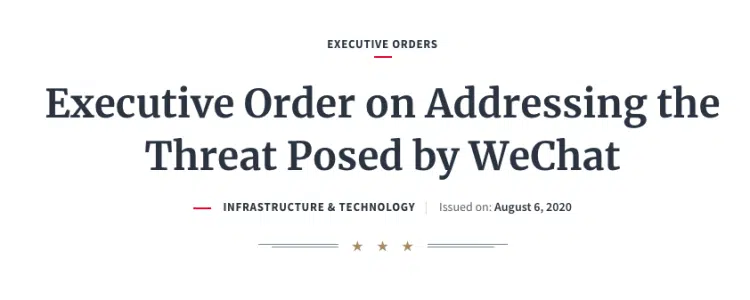 EXECUTIVE ORDERS
Executive Order on Addressing the
Threat Posed by WeChat
INFRASTRUCTURE & TECHNOLOGY | Issued on: August 6, 2020